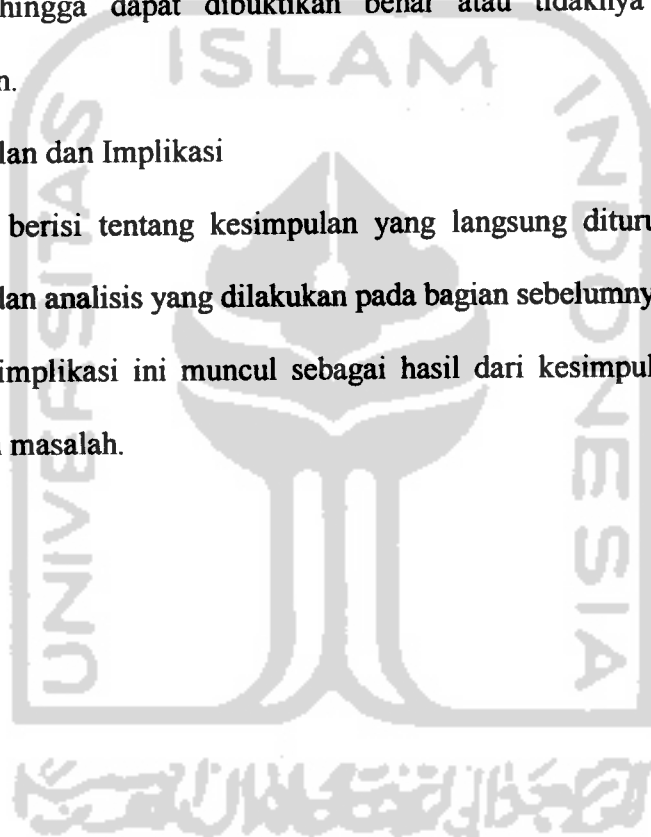 hingga dapat dibuktikan benar atau tidaknya
n.
lan dan Implikasi
berisi tentang kesimpulan yang langsung ditur
dan analisis yang dilakukan pada bagian sebelumny
implikasi ini muncul sebagai hasil dari kesimpul
masalah.
ISLAM
UNIVERSITAS
INDONESIA